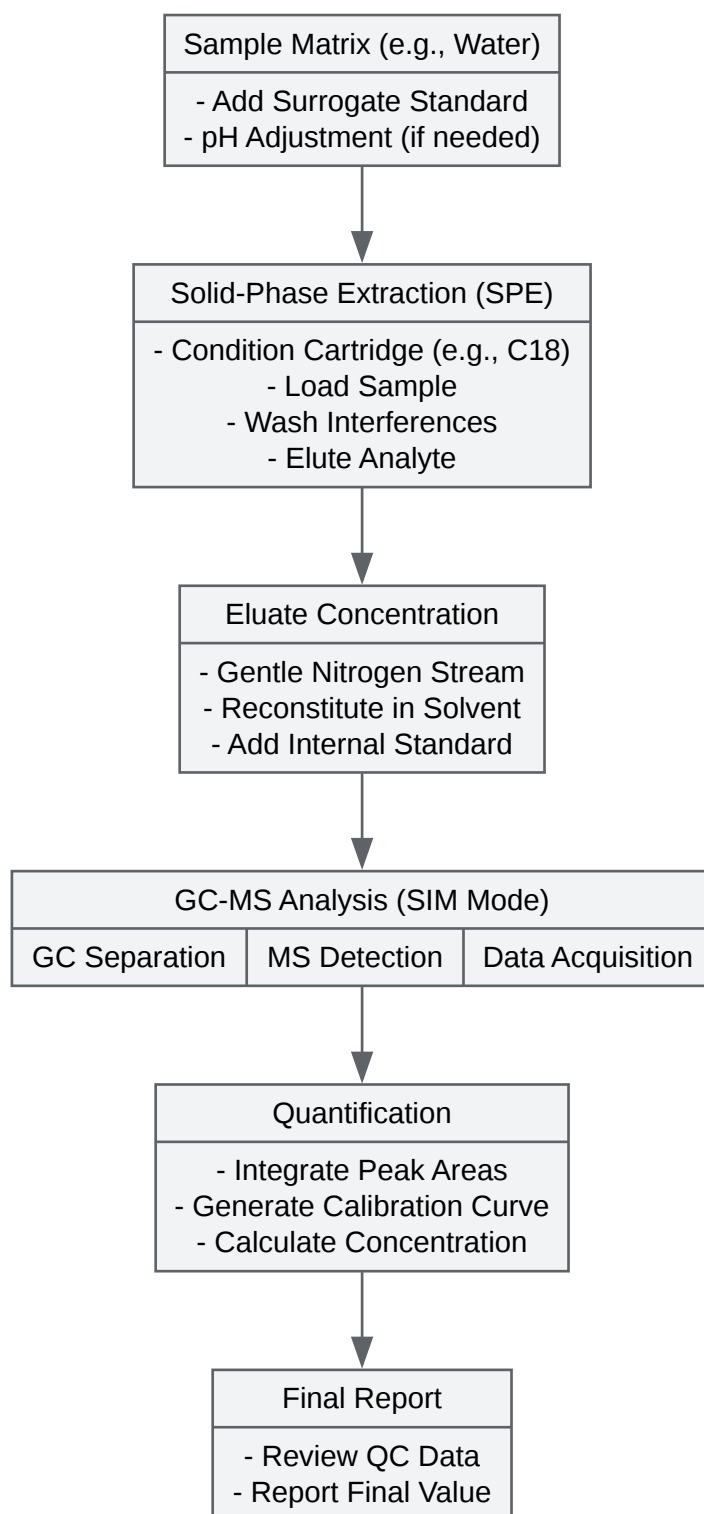 Sample Matrix (e.g., Water)
- Add Surrogate Standard
- pH Adjustment (if needed)
Solid-Phase Extraction (SPE)
- Condition Cartridge (e.g., C18)
- Load Sample
- Wash Interferences
- Elute Analyte
Eluate Concentration
- Gentle Nitrogen Stream
- Reconstitute in Solvent
- Add Internal Standard
GC-MS Analysis (SIM Mode)
GC Separation
MS Detection
Data Acquisition
Quantification
- Integrate Peak Areas
- Generate Calibration Curve
- Calculate Concentration
Final Report
- Review QC Data
- Report Final Value